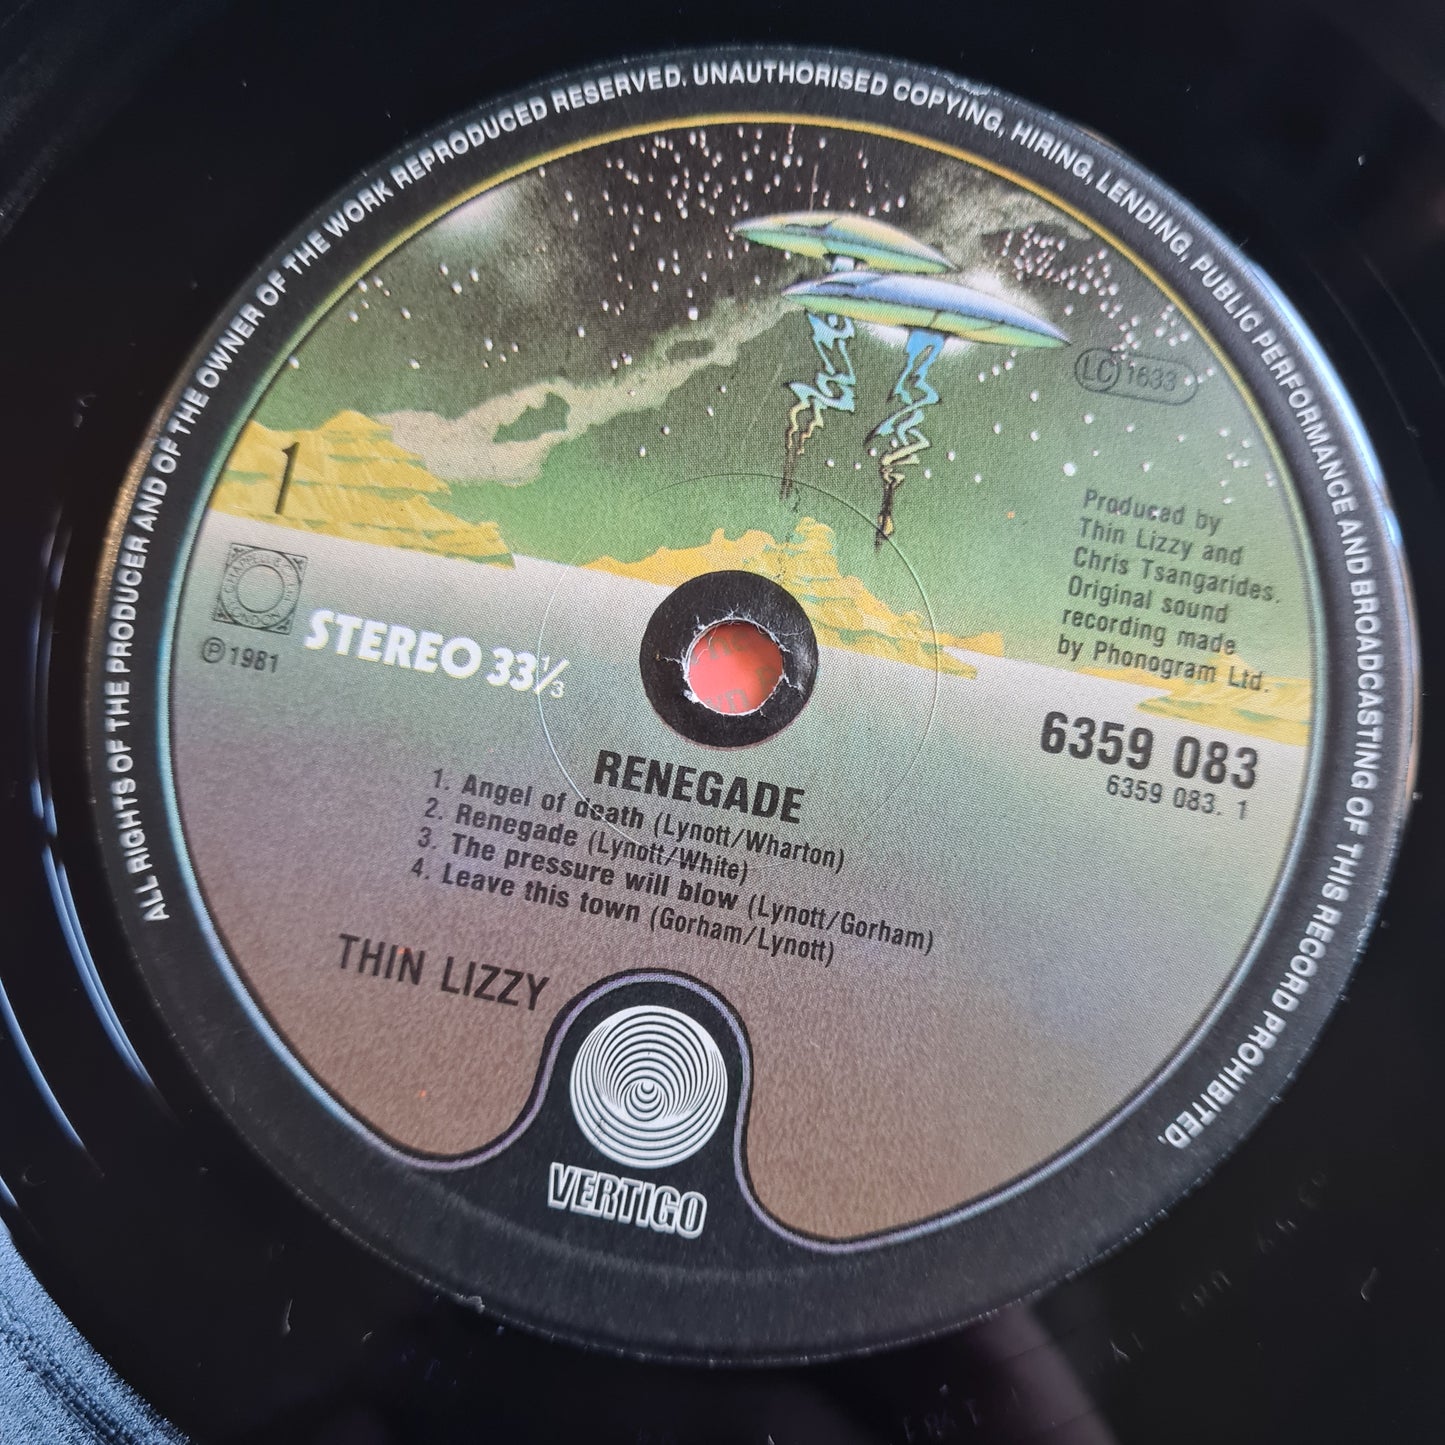 ALL RIGHTS OF THE PRODUCER AND OF THE OWNER OF THE WORK REPRODUCED RESERVED. UNAUTHORISED COPYING, HIRING, LENDING, PUBLIC PERFORMANCE AND BROADCASTING OF THIS RECORD PROHIBITED.
LC 1633
1
Produced by
Thin Lizzy and
Chris Tsangarides.
Original sound
recording made
by Phonogram Ltd.
STEREO 33 1/3
℗ 1981
6359 083
6359 083. 1
RENEGADE
1. Angel of death (Lynott/Wharton)
2. Renegade (Lynott/White)
3. The pressure will blow (Lynott/Gorham)
4. Leave this town (Gorham/Lynott)
THIN LIZZY
VERTIGO